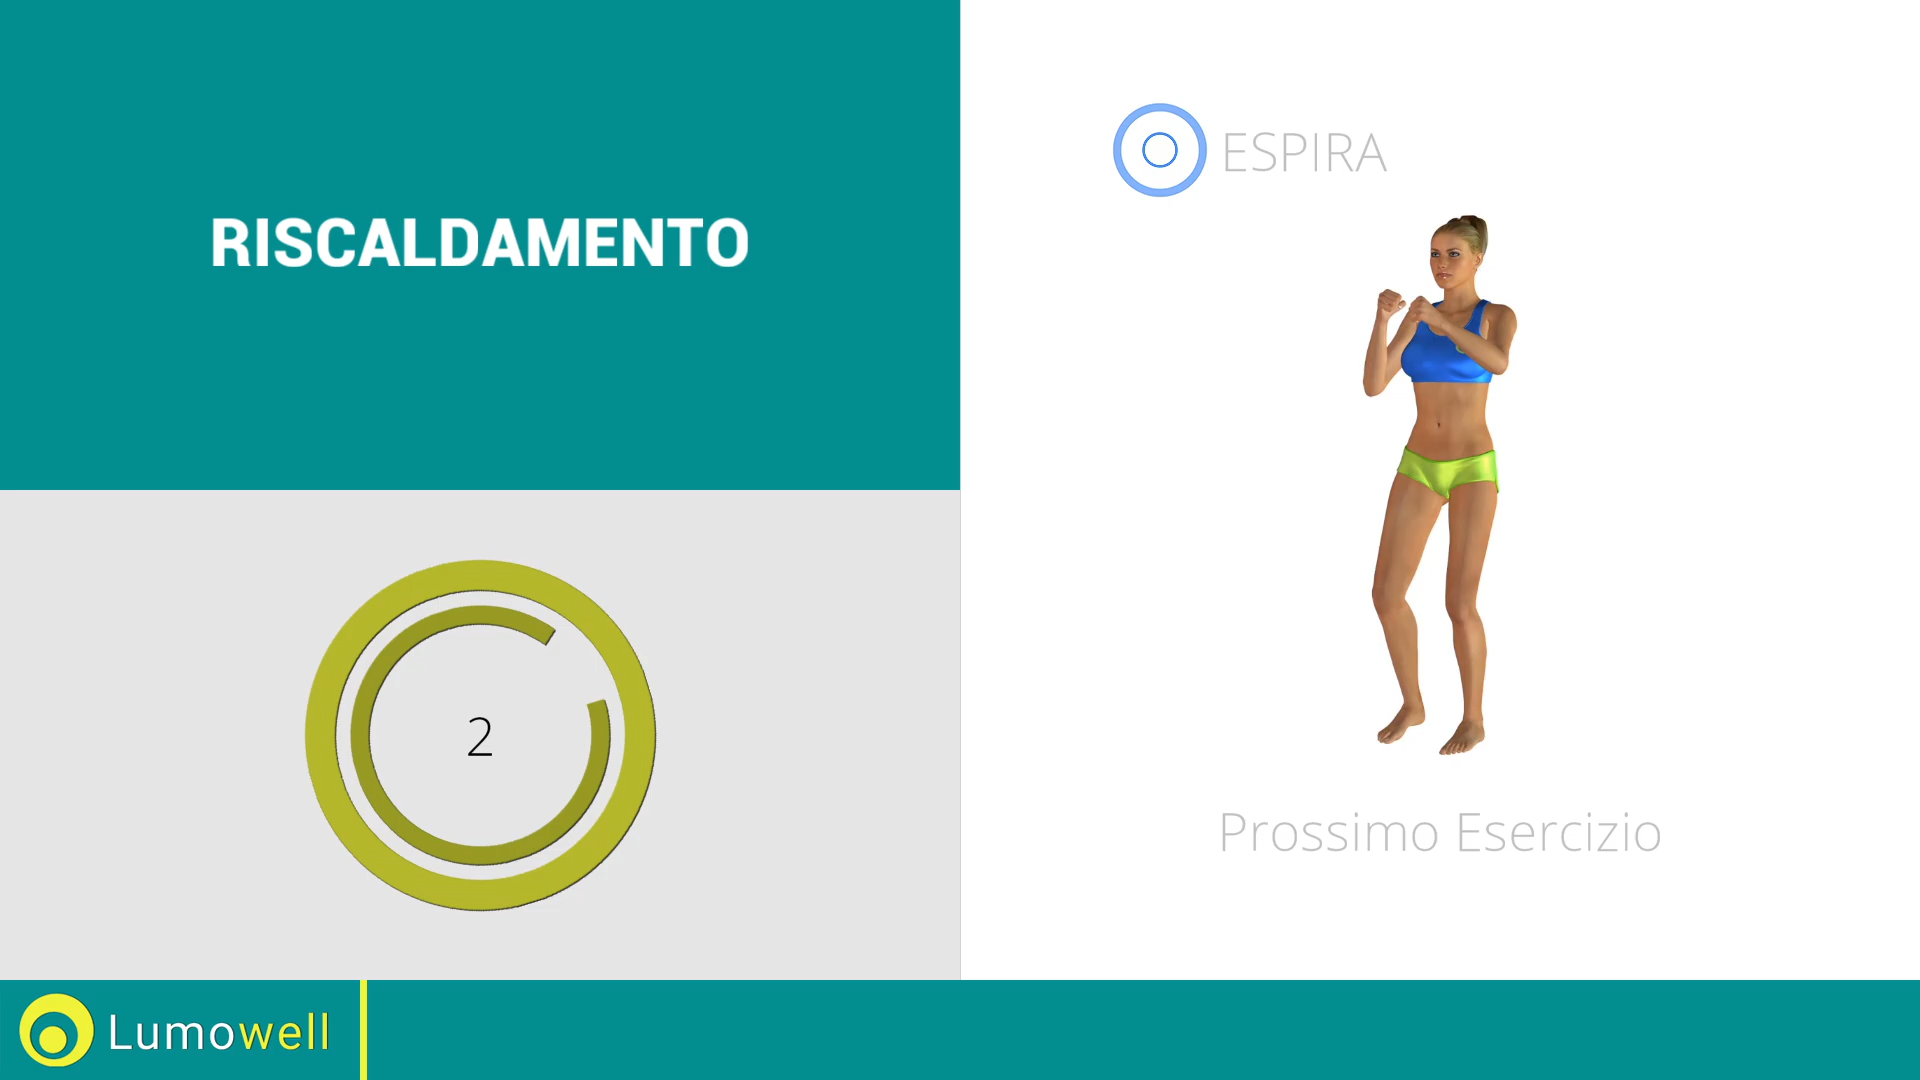 RISCALDAMENTO
ESPIRA
2
Prossimo Esercizio
Lumowell